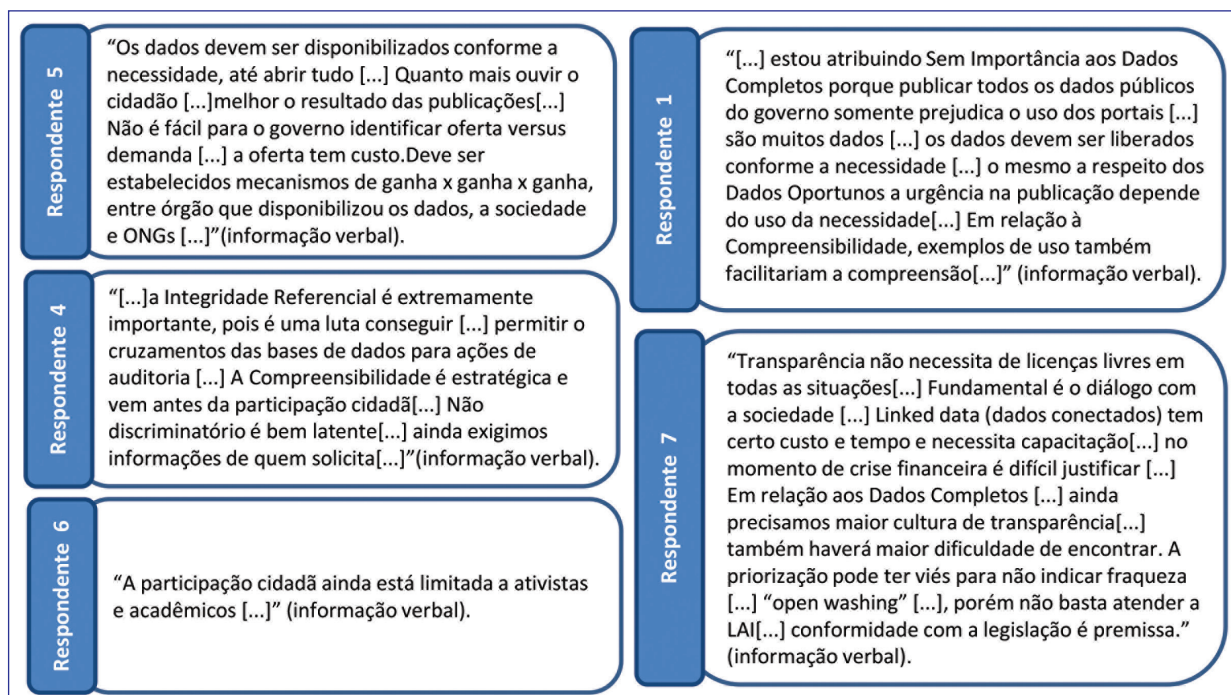 Respondente 5
“Os dados devem ser disponibilizados conforme a
necessidade, até abrir tudo [...] Quanto mais ouvir o
cidadão [...]melhor o resultado das publicações[...]
Não é fácil para o governo identificar oferta versus
demanda [...] a oferta tem custo.Deve ser
estabelecidos mecanismos de ganha x ganha x ganha,
entre órgão que disponibilizou os dados, a sociedade
e ONGs [...]”(informação verbal).
Respondente 4
“[...]a Integridade Referencial é extremamente
importante, pois é uma luta conseguir [...] permitir o
cruzamentos das bases de dados para ações de
auditoria [...] A Compreensibilidade é estratégica e
vem antes da participação cidadã[...] Não
discriminatório é bem latente[...] ainda exigimos
informações de quem solicita[...]”(informação verbal).
Respondente 6
“A participação cidadã ainda está limitada a ativistas
e acadêmicos [...]” (informação verbal).
Respondente 1
“[...] estou atribuindo Sem Importância aos Dados
Completos porque publicar todos os dados públicos
do governo somente prejudica o uso dos portais [...]
são muitos dados [...] os dados devem ser liberados
conforme a necessidade [...] o mesmo a respeito dos
Dados Oportunos a urgência na publicação depende
do uso da necessidade[...] Em relação à
Compreensibilidade, exemplos de uso também
facilitariam a compreensão[...]” (informação verbal).
Respondente 7
“Transparência não necessita de licenças livres em
todas as situações[...] Fundamental é o diálogo com
a sociedade [...] Linked data (dados conectados) tem
certo custo e tempo e necessita capacitação[...] no
momento de crise financeira é difícil justificar [...]
Em relação aos Dados Completos [...] ainda
precisamos maior cultura de transparência[...]
também haverá maior dificuldade de encontrar. A
priorização pode ter viés para não indicar fraqueza
[...] “open washing” [...], porém não basta atender a
LAI[...] conformidade com a legislação é premissa.”
(informação verbal).